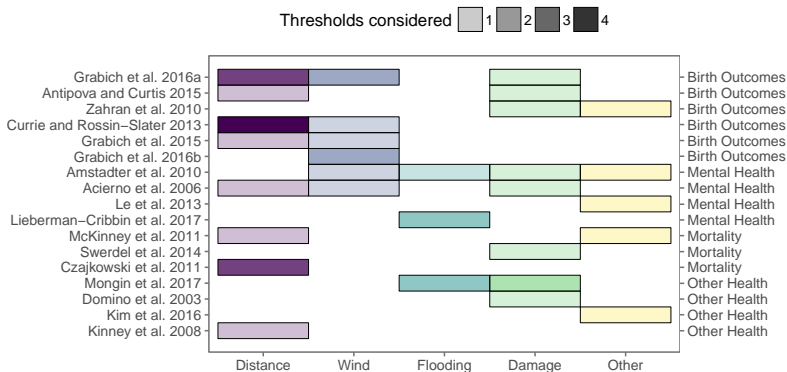 Thresholds considered 1 2 3 4
Grabich et al. 2016a Birth Outcomes
Antipova and Curtis 2015 Birth Outcomes
Zahran et al. 2010 Birth Outcomes
Currie and Rossin−Slater 2013 Birth Outcomes
Grabich et al. 2015 Birth Outcomes
Grabich et al. 2016b Birth Outcomes
Amstadter et al. 2010 Mental Health
Acierno et al. 2006 Mental Health
Le et al. 2013 Mental Health
Lieberman−Cribbin et al. 2017 Mental Health
McKinney et al. 2011 Mortality
Swerdel et al. 2014 Mortality
Czajkowski et al. 2011 Mortality
Mongin et al. 2017 Other Health
Domino et al. 2003 Other Health
Kim et al. 2016 Other Health
Kinney et al. 2008 Other Health
Distance Wind Flooding Damage Other